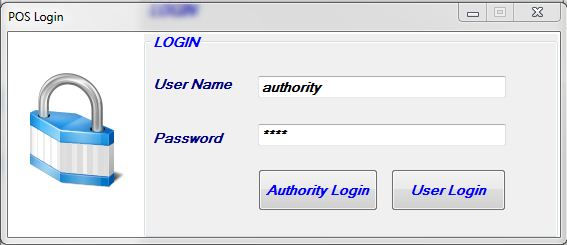 POS Login
LOGIN
User Name authority
Password ****
Authority Login User Login